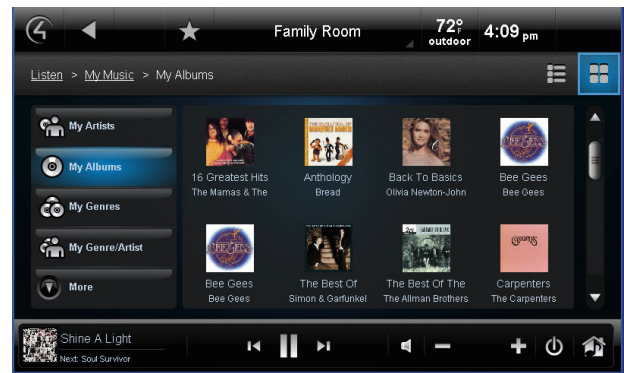 Family Room
72°F
outdoor
4:09 pm
Listen > My Music > My Albums
My Artists
My Albums
My Genres
My Genre/Artist
More
16 Greatest Hits
The Mamas & The
Anthology
Bread
Back To Basics
Olivia Newton-John
Bee Gees
Bee Gees
Bee Gees
Bee Gees
The Best Of
Simon & Garfunkel
The Best Of The
The Allman Brothers
Carpenters
The Carpenters
Shine A Light
Next: Soul Survivor